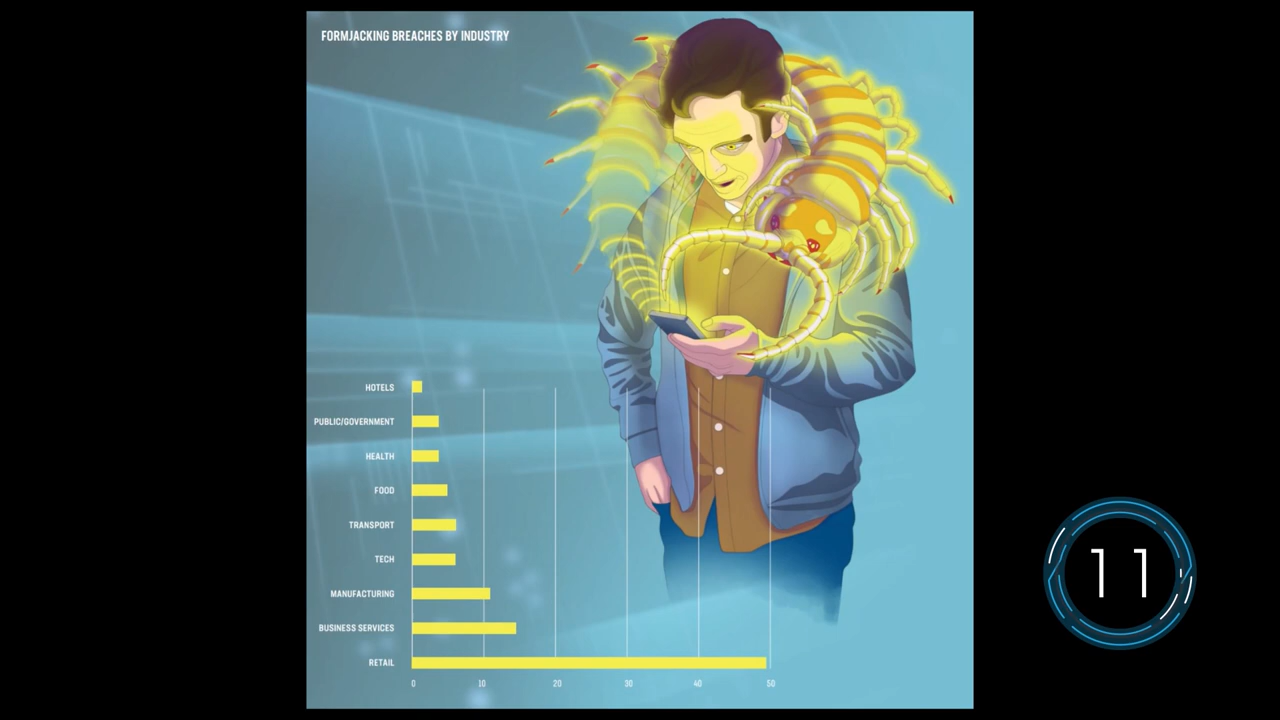 FORMJACKING BREACHES BY INDUSTRY
HOTELS
PUBLIC/GOVERNMENT
HEALTH
FOOD
TRANSPORT
TECH
MANUFACTURING
BUSINESS SERVICES
RETAIL
0 10 20 30 40 50
11